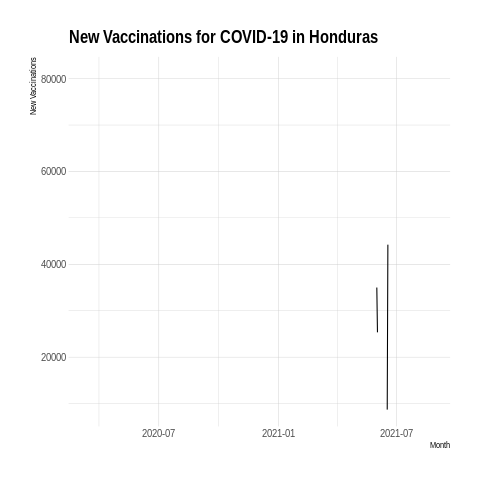 New Vaccinations for COVID-19 in Honduras
New Vaccinations
80000
60000
40000
20000
2020-07
2021-01
2021-07
Month